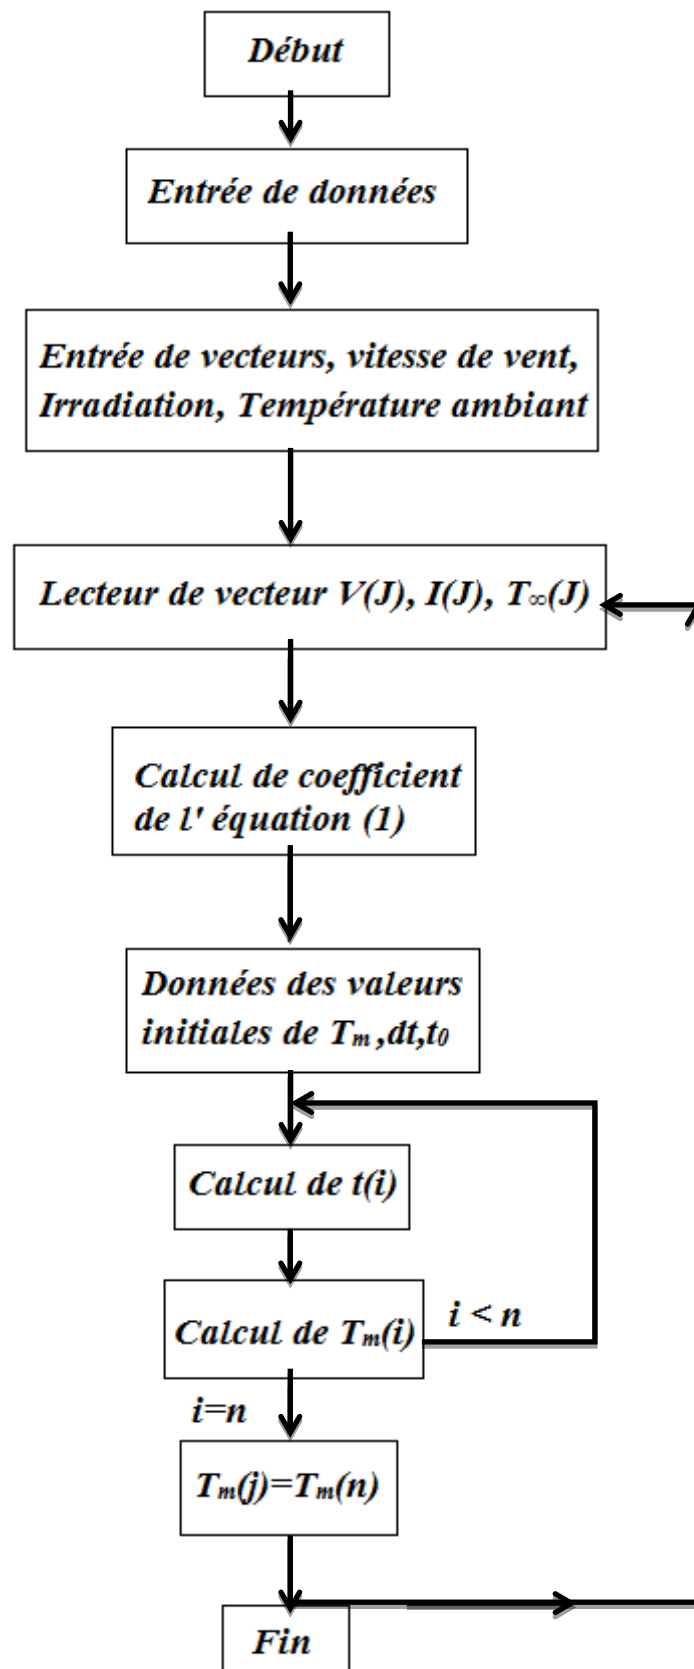 Début
Entrée de données
Entrée de vecteurs, vitesse de vent,
Irradiation, Température ambiant
Lecteur de vecteur V(J), I(J), T∞(J)
Calcul de coefficient
de l' équation (1)
Données des valeurs
initiales de Tm ,dt,t0
Calcul de t(i)
Calcul de Tm(i)
i < n
i=n
Tm(j)=Tm(n)
Fin